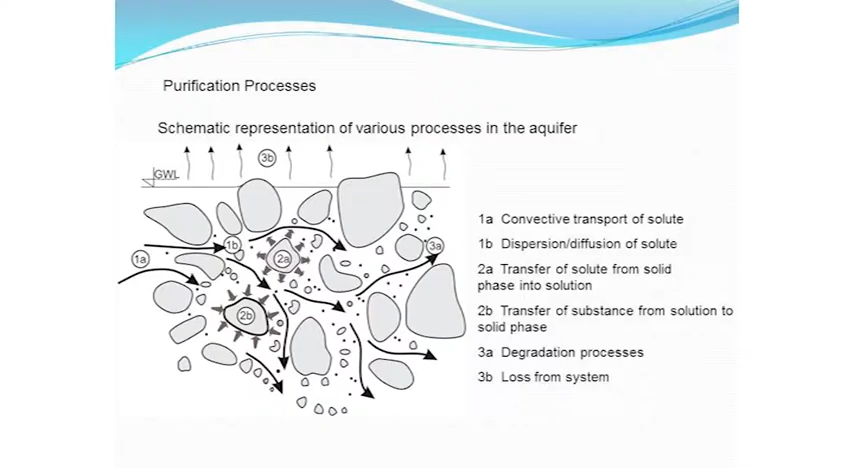 Purification Processes
Schematic representation of various processes in the aquifer
3b
GWL
1a
1b
2a
3a
2b
1a Convective transport of solute
1b Dispersion/diffusion of solute
2a Transfer of solute from solid
phase into solution
2b Transfer of substance from solution to
solid phase
3a Degradation processes
3b Loss from system